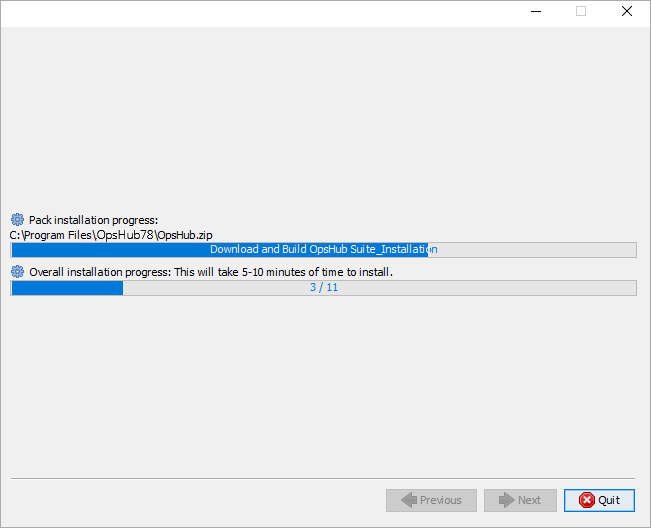 Pack installation progress:
C:\Program Files\OpsHub78\OpsHub.zip
Download and Build OpsHub Suite_Installation
Overall installation progress: This will take 5-10 minutes of time to install.
3 / 11
Previous
Next
Quit